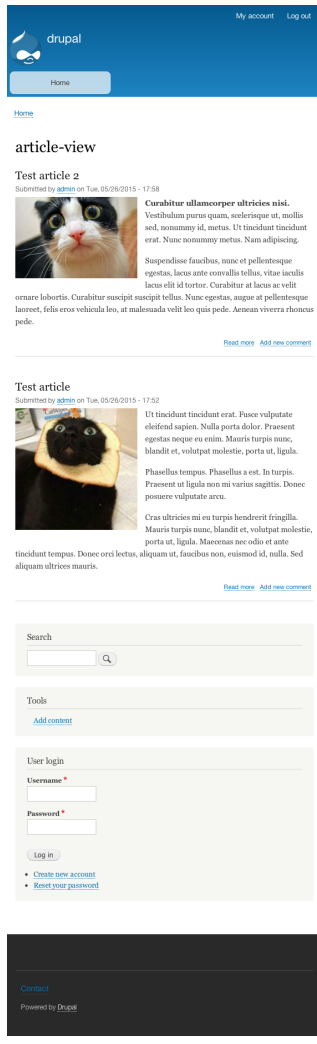 My account Log out
drupal
Home
Home
article-view
Test article 2
Submitted by admin on Tue, 05/26/2015 - 17:58
Curabitur ullamcorper ultricies nisi.
Vestibulum purus quam, scelerisque ut, mollis
sed, nonummy id, metus. Ut tincidunt tincidunt
erat. Nunc nonummy metus. Nam adipiscing.
Suspendisse faucibus, nunc et pellentesque
egestas, lacus ante convallis tellus, vitae iaculis
lacus elit id tortor. Curabitur at lacus ac velit
ornare lobortis. Curabitur suscipit suscipit tellus. Nunc egestas, augue at pellentesque
laoreet, felis eros vehicula leo, at malesuada velit leo quis pede. Aenean viverra rhoncus
pede.
Read more Add new comment
Test article
Submitted by admin on Tue, 05/26/2015 - 17:52
Ut tincidunt tincidunt erat. Fusce vulputate
eleifend sapien. Nulla porta dolor. Praesent
egestas neque eu enim. Mauris turpis nunc,
blandit et, volutpat molestie, porta ut, ligula.
Phasellus tempus. Phasellus a est. In turpis.
Praesent ut ligula non mi varius sagittis. Donec
posuere vulputate arcu.
Cras ultricies mi eu turpis hendrerit fringilla.
Mauris turpis nunc, blandit et, volutpat molestie,
porta ut, ligula. Maecenas nec odio et ante
tincidunt tempus. Donec orci lectus, aliquam ut, faucibus non, euismod id, nulla. Sed
aliquam ultrices mauris.
Read more Add new comment
Search
Tools
Add content
User login
Username *
Password *
Log in
Create new account
Reset your password
Contact
Powered by Drupal